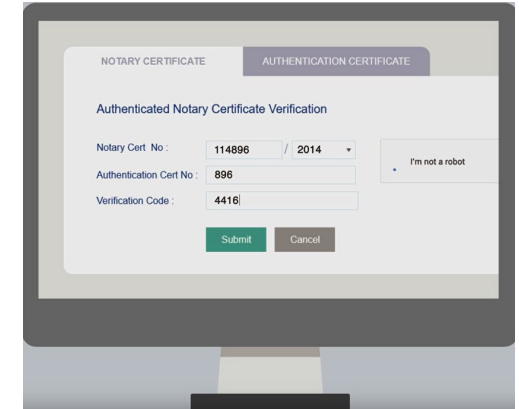 NOTARY CERTIFICATE AUTHENTICATION CERTIFICATE
Authenticated Notary Certificate Verification
Notary Cert No : 114896 / 2014
I'm not a robot
Authentication Cert No : 896
Verification Code : 4416
Submit Cancel